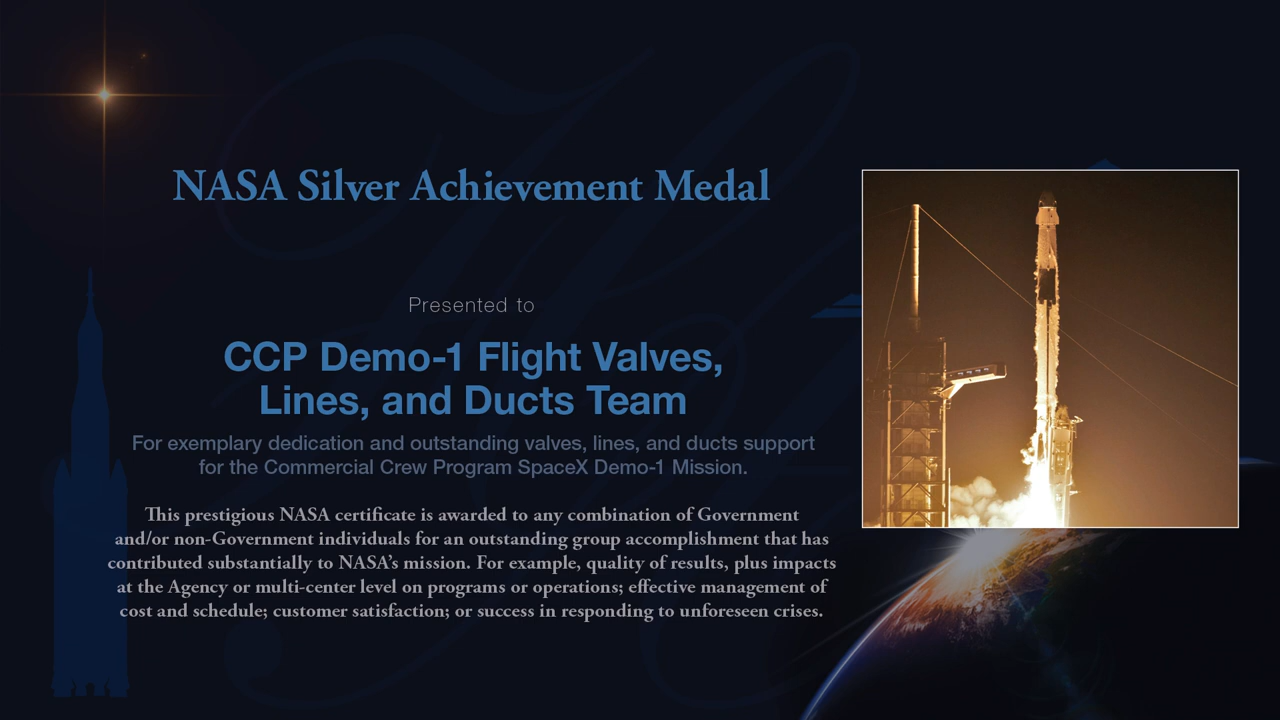 NASA Silver Achievement Medal
Presented to
CCP Demo-1 Flight Valves,
Lines, and Ducts Team
For exemplary dedication and outstanding valves, lines, and ducts support
for the Commercial Crew Program SpaceX Demo-1 Mission.
This prestigious NASA certificate is awarded to any combination of Government
and/or non-Government individuals for an outstanding group accomplishment that has
contributed substantially to NASA’s mission. For example, quality of results, plus impacts
at the Agency or multi-center level on programs or operations; effective management of
cost and schedule; customer satisfaction; or success in responding to unforeseen crises.